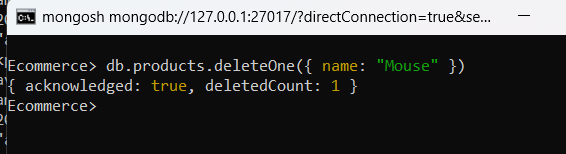 mongosh mongodb://127.0.0.1:27017/?directionConnection=true&se...
Ecommerce> db.products.deleteOne({ name: "Mouse" })
{ acknowledged: true, deletedCount: 1 }
Ecommerce>